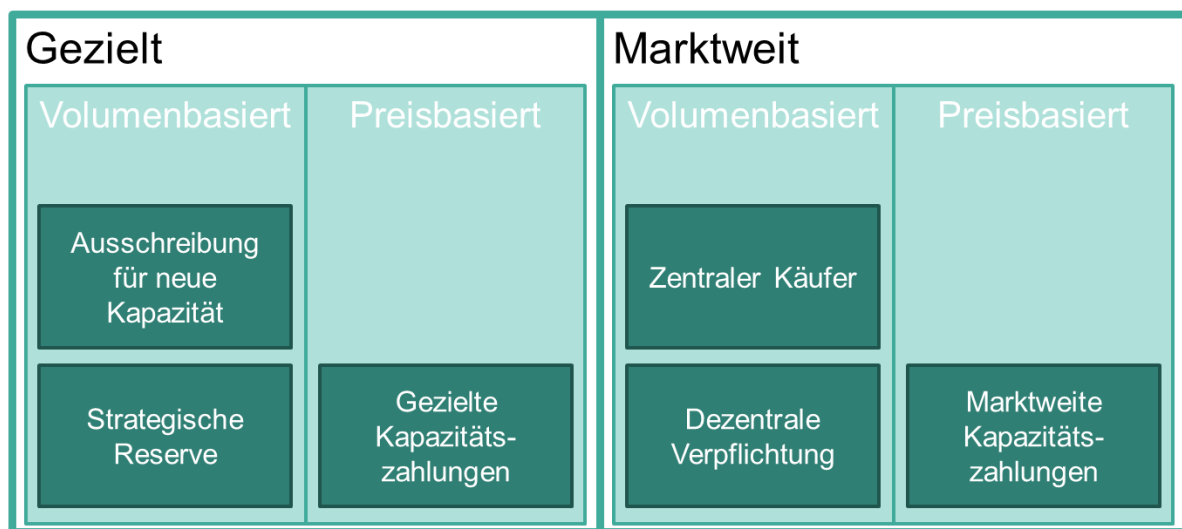 Gezielt
Volumenbasiert
Preisbasiert
Ausschreibung
für neue
Kapazität
Strategische
Reserve
Gezielte
Kapazitäts-
zahlungen
Marktweit
Volumenbasiert
Preisbasiert
Zentraler Käufer
Dezentrale
Verpflichtung
Marktweite
Kapazitäts-
zahlungen